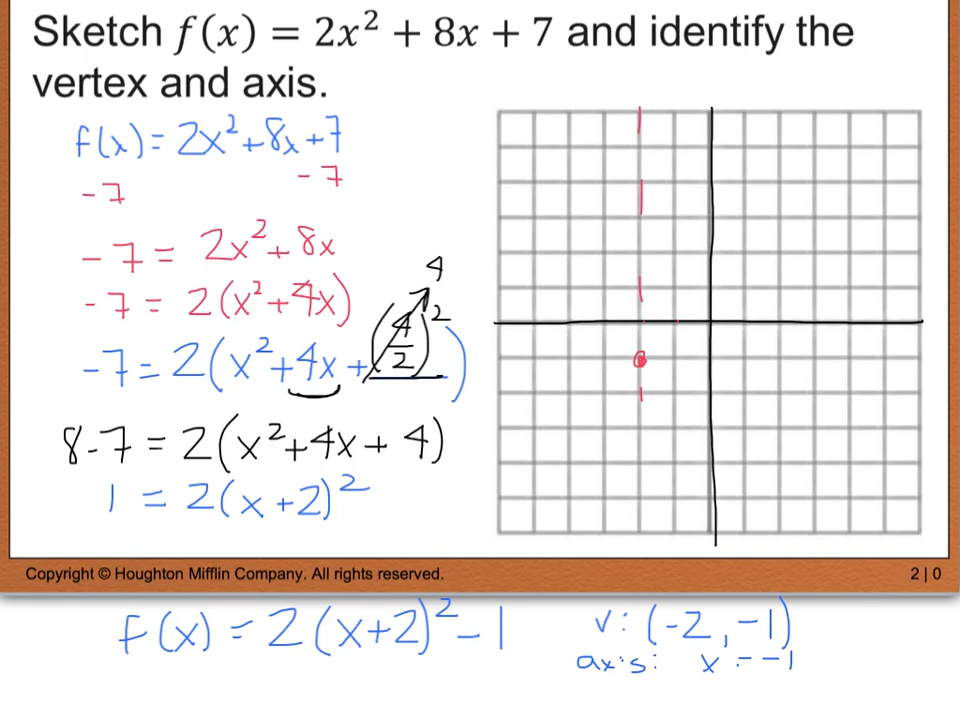 Sketch f(x) = 2x² + 8x + 7 and identify the
vertex and axis.
f(x) = 2x² + 8x + 7
- 7
- 7
- 7 = 2x² + 8x
- 7 = 2(x² + 4x)
4
-7 = 2(x² + 4x + (4/2)²)
8-7 = 2(x² + 4x + 4)
1 = 2(x + 2)²
Copyright © Houghton Mifflin Company. All rights reserved.
2 | 0
f(x) = 2(x+2)² - 1
v: (-2, -1)
axis: x = -1